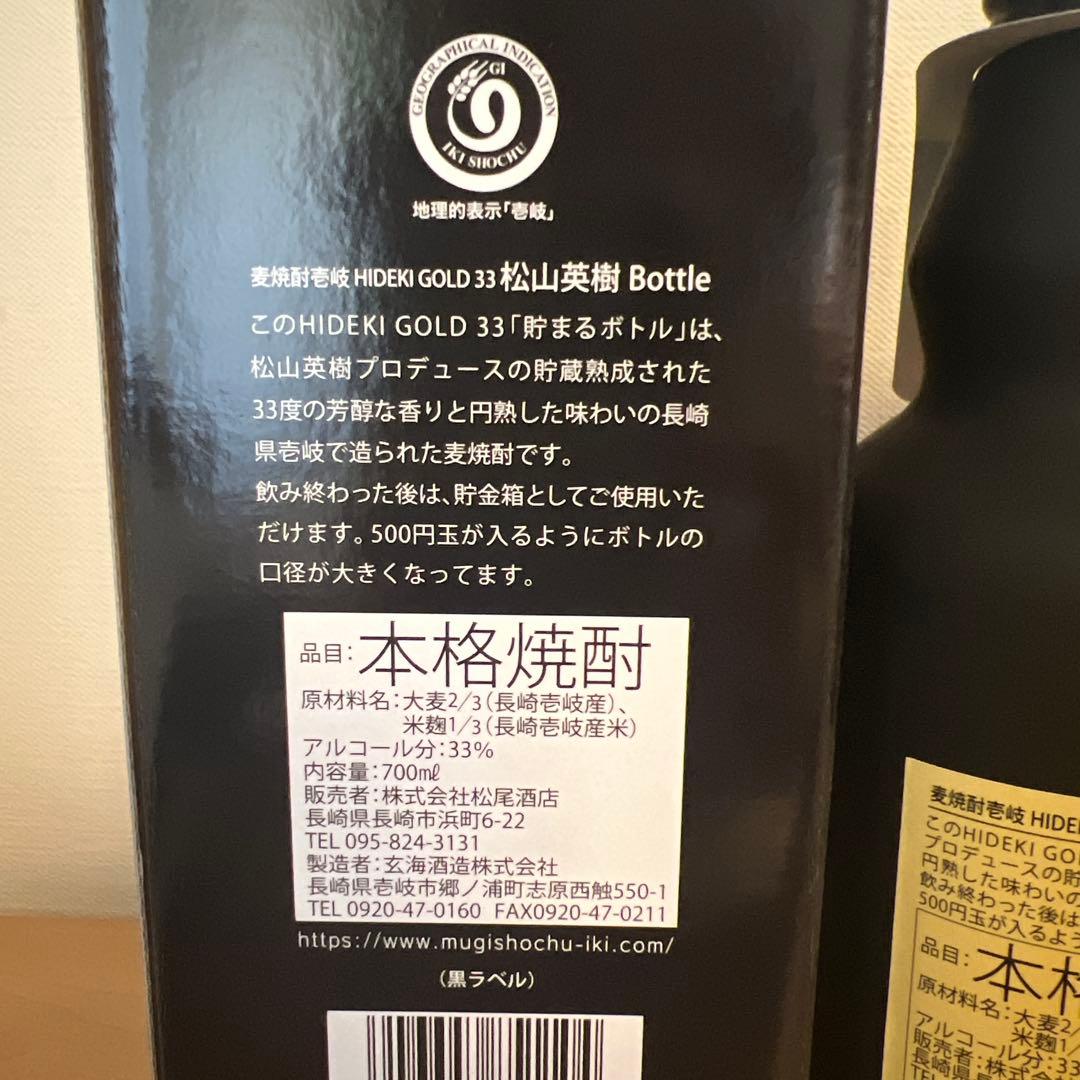 GEOGRAPHICAL INDICATION
GI
IKI SHOCHU
地理的表示「壱岐」
麦焼酎壱岐 HIDEKI GOLD 33 松山英樹 Bottle
このHIDEKI GOLD 33「貯まるボトル」は、
松山英樹プロデュースの貯蔵熟成された
33度の芳醇な香りと円熟した味わいの長崎
県壱岐で造られた麦焼酎です。
飲み終わった後は、貯金箱としてご使用いた
だけます。500円玉が入るようにボトルの
口径が大きくなってます。
品目：本格焼酎
原材料名：大麦2/3（長崎壱岐産）、
米麹1/3（長崎壱岐産米）
アルコール分：33%
内容量：700㎖
販売者：株式会社松尾酒店
長崎県長崎市浜町6-22
TEL 095-824-3131
製造者：玄海酒造株式会社
長崎県壱岐市郷ノ浦町志原西触550-1
TEL 0920-47-0160 FAX0920-47-0211
https://www.mugishochu-iki.com/
（黒ラベル）
麦焼酎壱岐 HIDE
このHIDEKI GO
プロデュースの貯
円熟した味わいの
飲み終わった後は
500円玉が入るよう
品目：本格
原材料名：大麦2/
米麹1/
アルコール分：33
販売者：株式会社